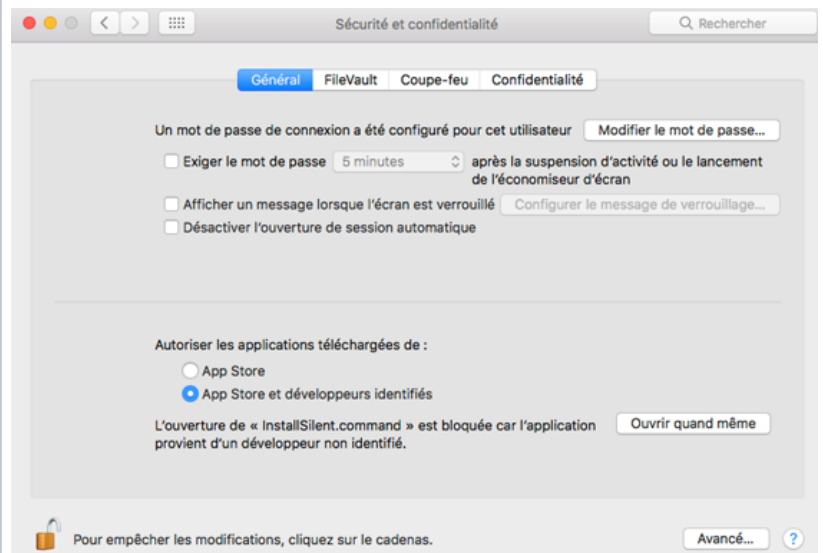 Sécurité et confidentialité
Rechercher
Général FileVault Coupe-feu Confidentialité
Un mot de passe de connexion a été configuré pour cet utilisateur Modifier le mot de passe...
Exiger le mot de passe 5 minutes après la suspension d'activité ou le lancement
de l'économiseur d'écran
Afficher un message lorsque l'écran est verrouillé Configurer le message de verrouillage...
Désactiver l'ouverture de session automatique
Autoriser les applications téléchargées de :
App Store
App Store et développeurs identifiés
L'ouverture de « InstallSilent.command » est bloquée car l'application Ouvrir quand même
provient d'un développeur non identifié.
Pour empêcher les modifications, cliquez sur le cadenas. Avancé... ?